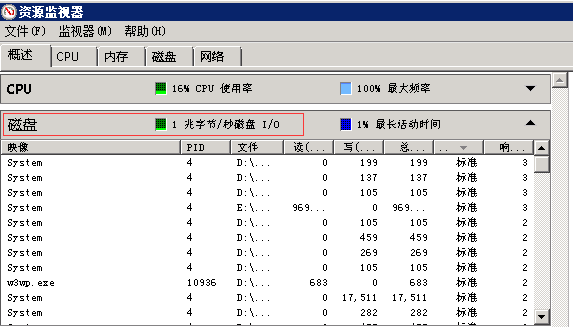 资源监视器
文件(F) 监视器(M) 帮助(H)
概述 CPU 内存 磁盘 网络
CPU 16% CPU 使用率 100% 最大频率
磁盘 1 兆字节/秒磁盘 I/O 1% 最长活动时间
映像 PID 文件 读(... 写(... 总... .. 响...
System 4 D:\... 0 199 199 标准 3
System 4 D:\... 0 137 137 标准 3
System 4 D:\... 0 105 105 标准 3
System 4 E:\... 969... 0 969... 标准 3
System 4 D:\... 0 105 105 标准 2
System 4 D:\... 0 459 459 标准 2
System 4 D:\... 0 269 269 标准 2
System 4 D:\... 0 105 105 标准 2
w3wp.exe 10936 D:\... 683 0 683 标准 2
System 4 D:\... 0 17,511 17,511 标准 2
System 4 D:\... 0 282 282 标准 2